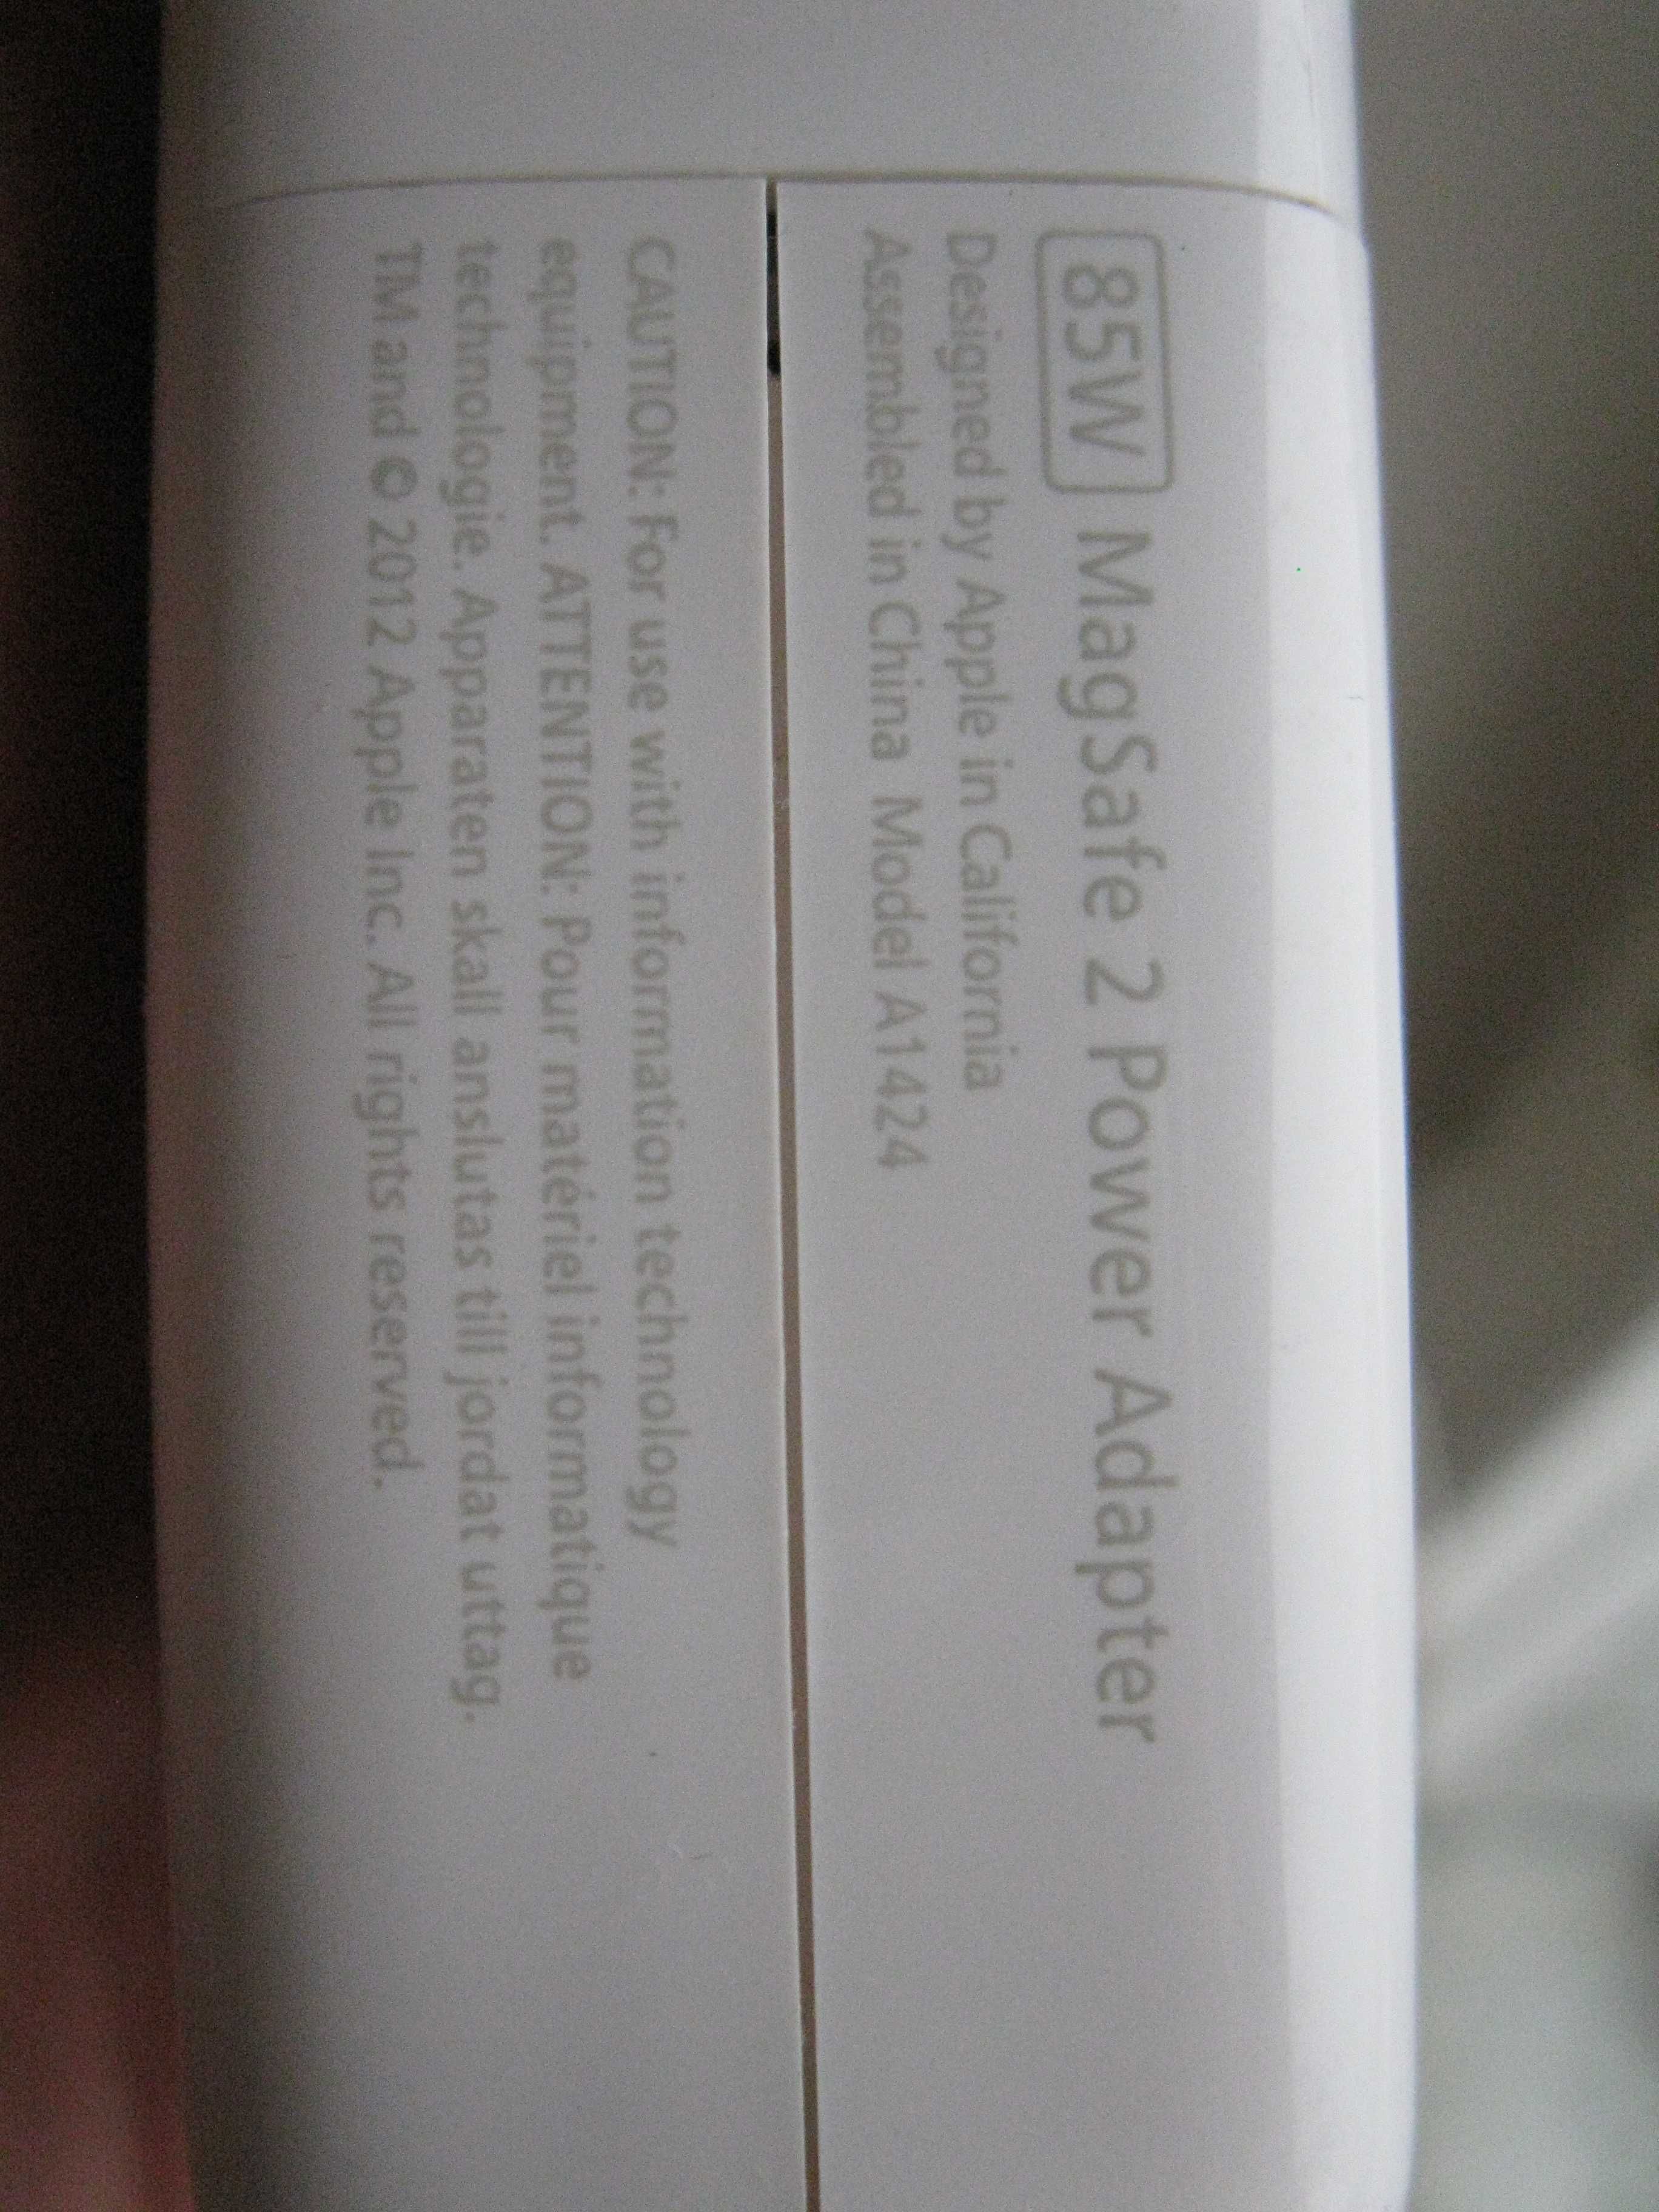 85W MagSafe 2 Power Adapter
Designed by Apple in California
Assembled in China Model A1424
CAUTION: For use with information technology
equipment. ATTENTION: Pour matériel informatique
technologie. Apparaten skall anslutas till jordat uttag.
TM and © 2012 Apple Inc. All rights reserved.